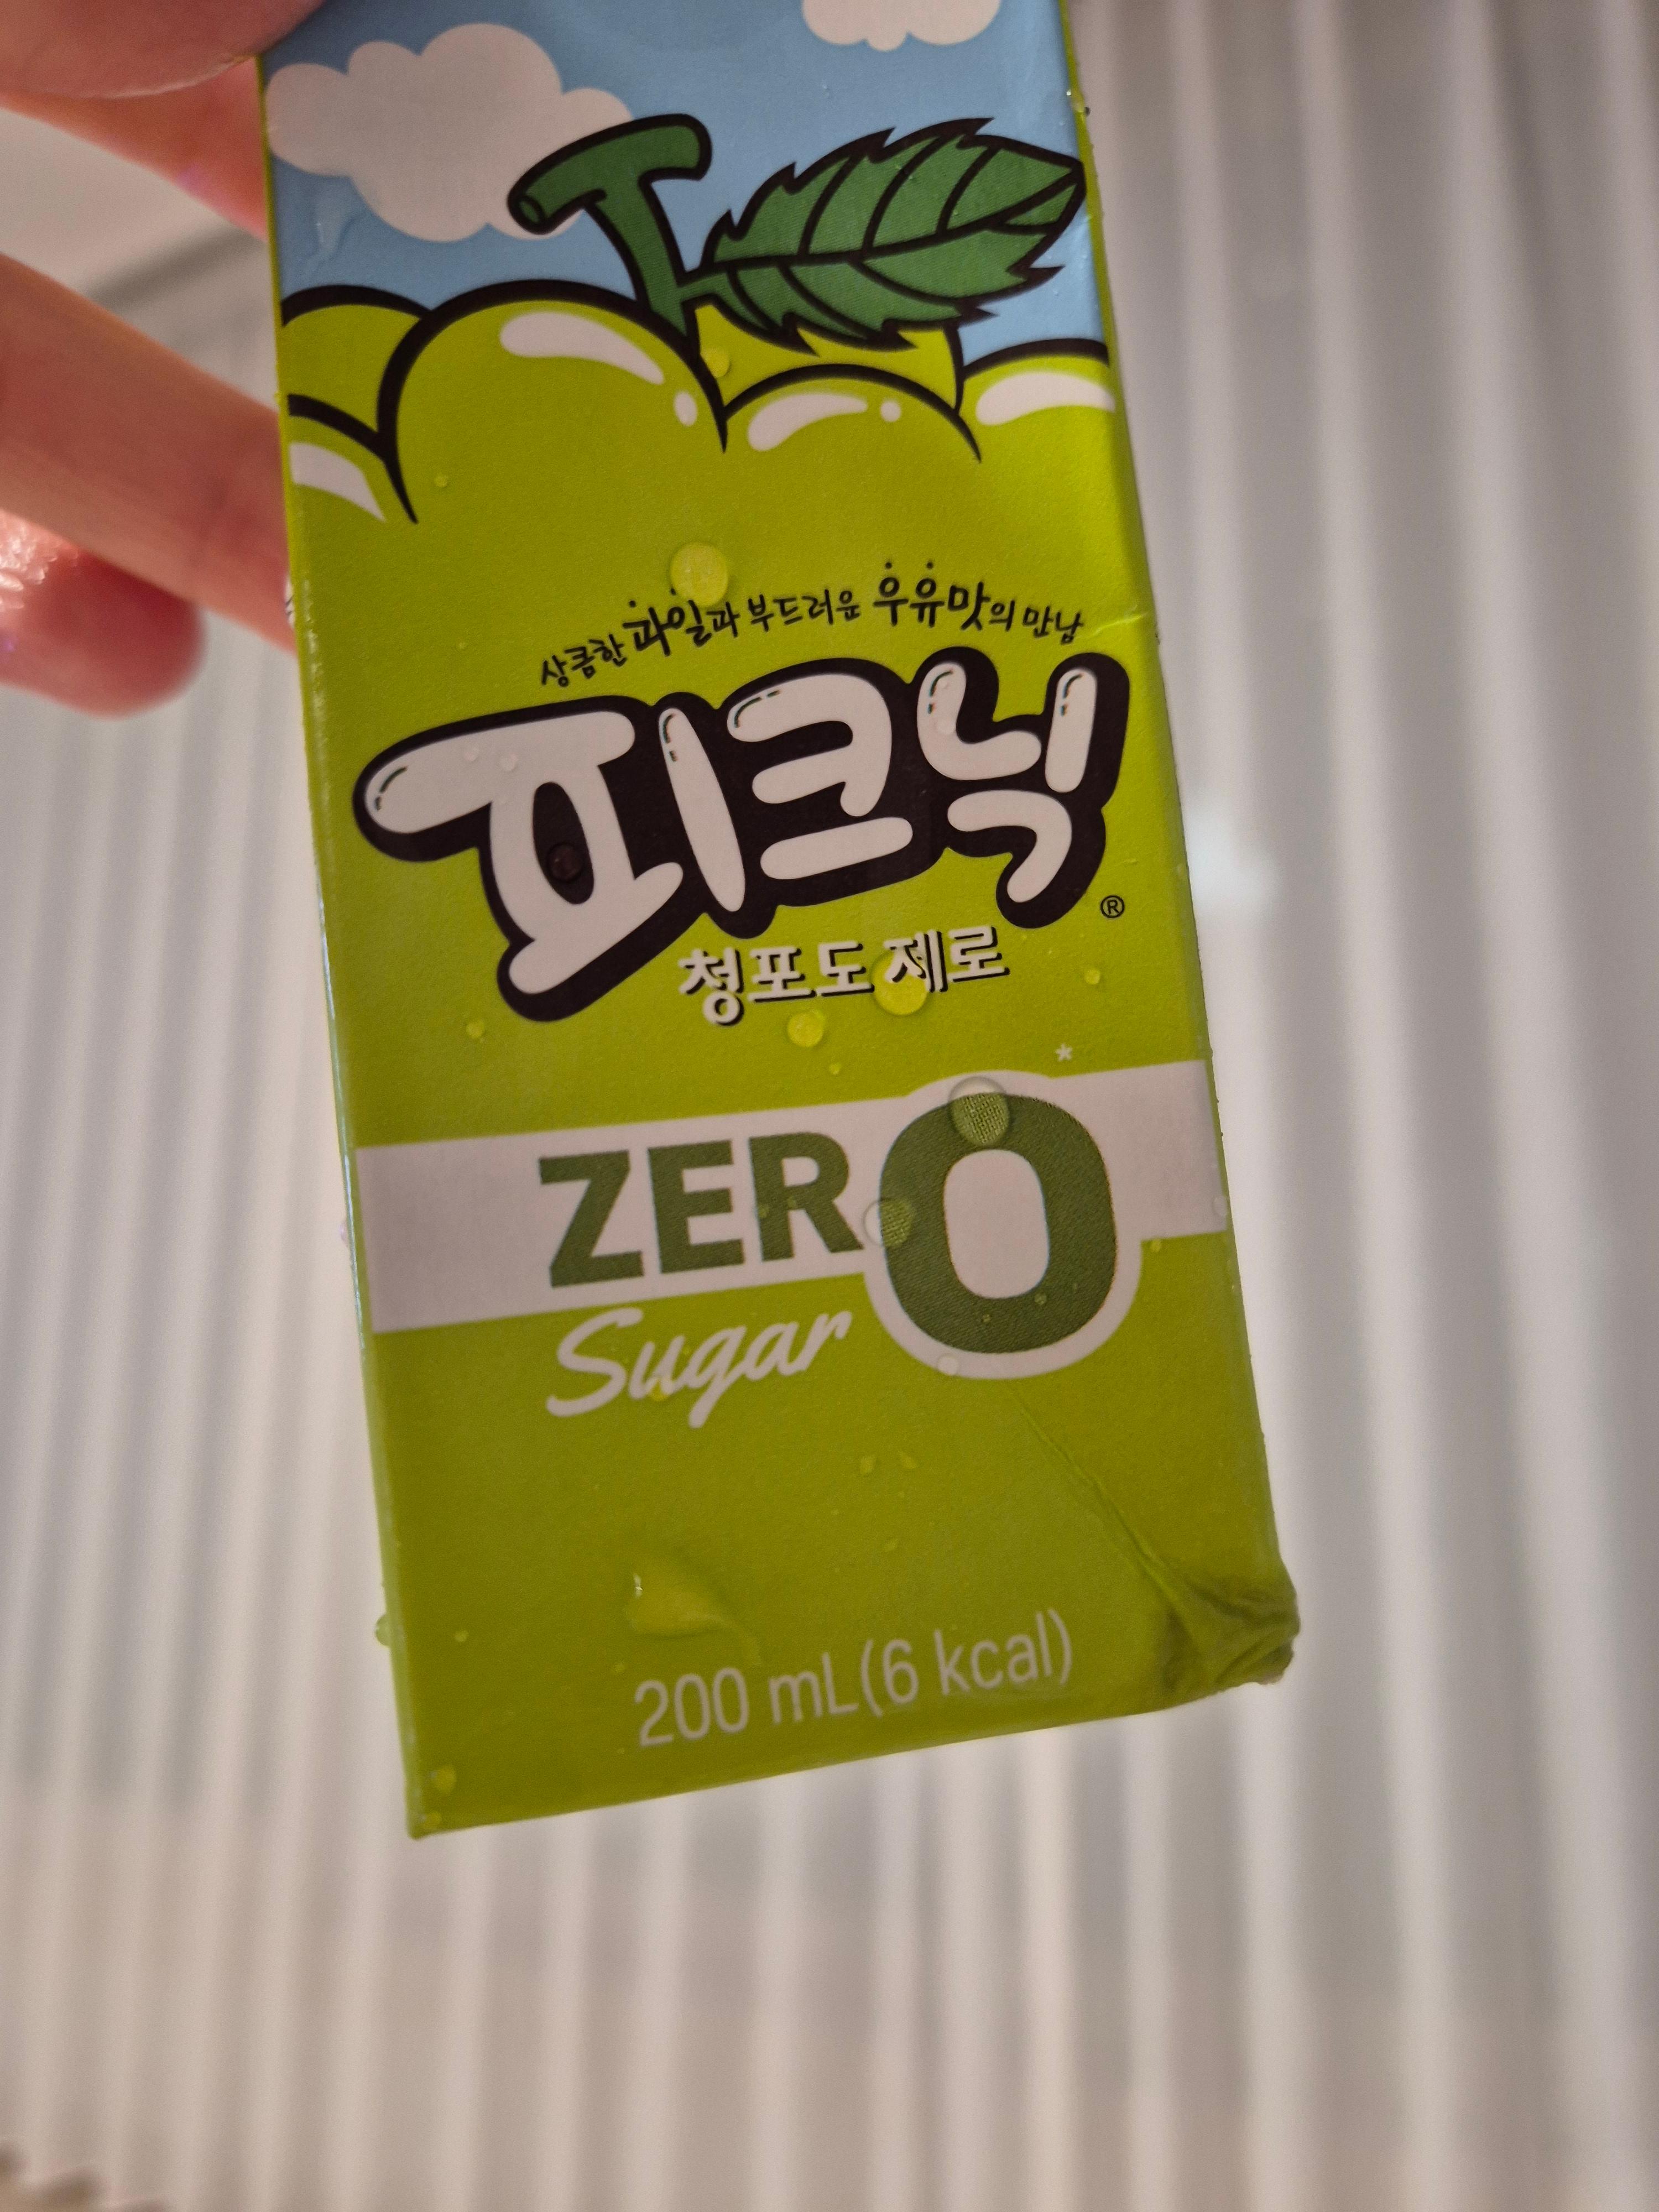 상큼한 과일과 부드러운 우유맛의 만남
피크닉®
청포도 제로
ZERO*
Sugar
200 mL(6 kcal)